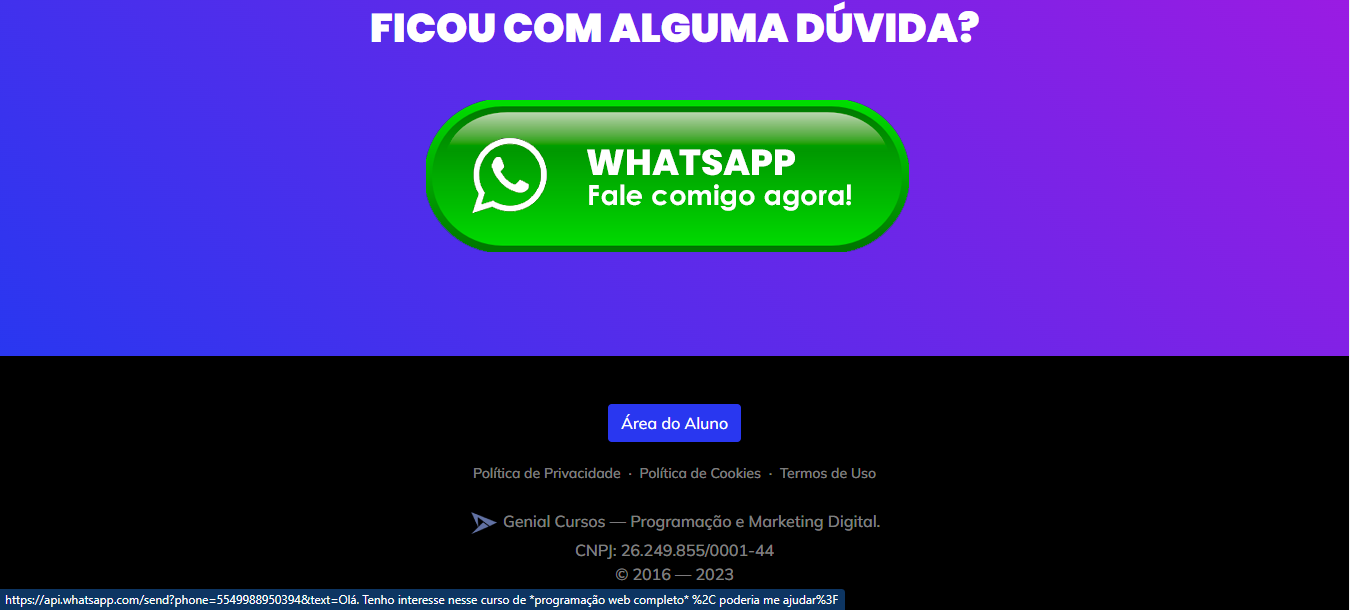 FICOU COM ALGUMA DÚVIDA?
WHATSAPP
Fale comigo agora!
Área do Aluno
Política de Privacidade · Política de Cookies · Termos de Uso
Genial Cursos — Programação e Marketing Digital.
CNPJ: 26.249.855/0001-44
© 2016 — 2023
https://api.whatsapp.com/send?phone=5549988950394&text=Olá. Tenho interesse nesse curso de *programação web completo* %2C poderia me ajudar%3F